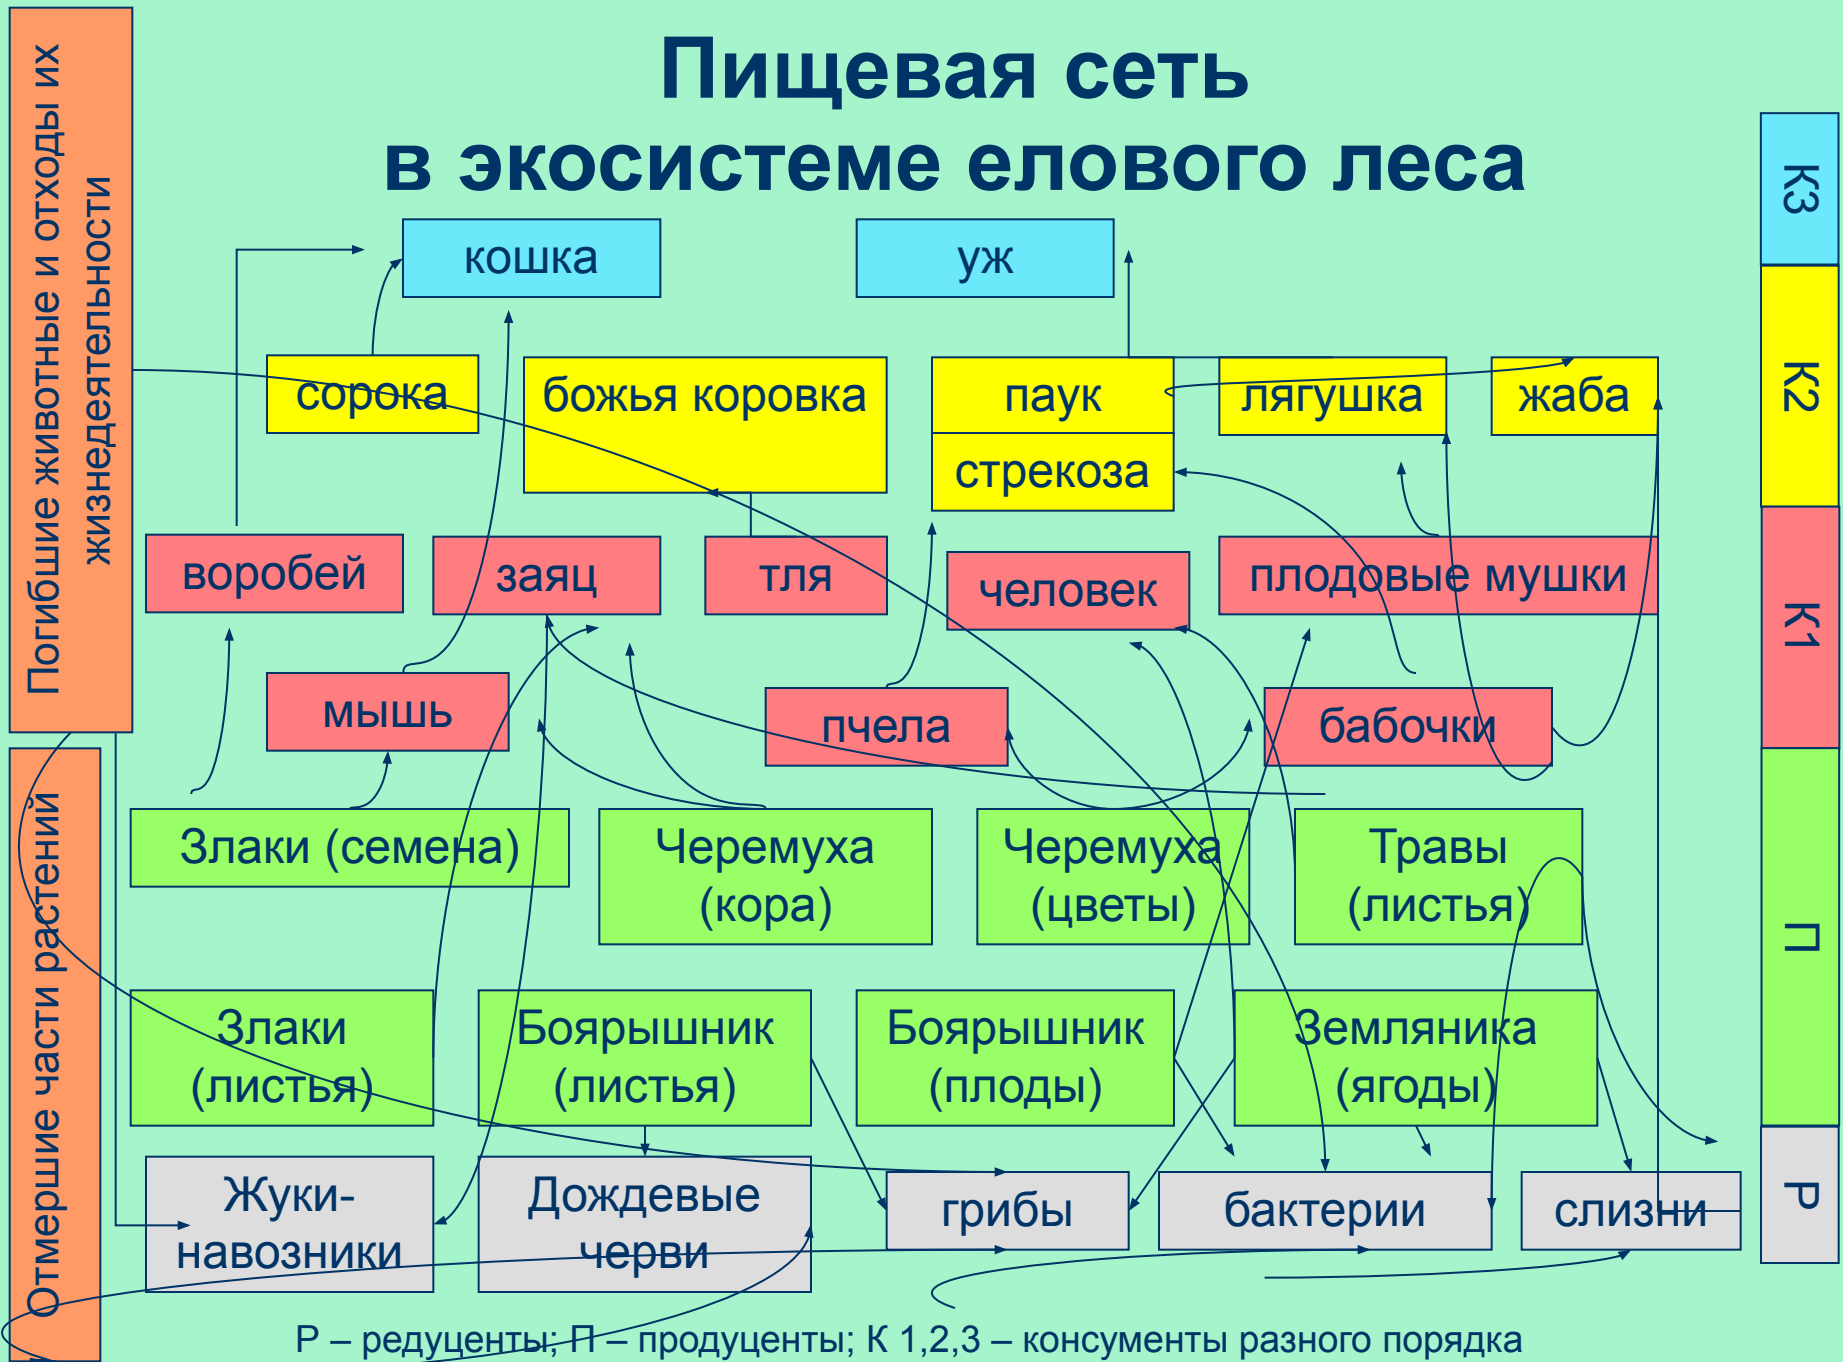 Пищевая сеть
в экосистеме елового леса
Погибшие животные и отходы их
жизнедеятельности
Отмершие части растений
К3
К2
К1
П
Р
кошка
уж
сорока
божья коровка
паук
лягушка
жаба
стрекоза
воробей
заяц
тля
человек
плодовые мушки
мышь
пчела
бабочки
Злаки (семена)
Черемуха
(кора)
Черемуха
(цветы)
Травы
(листья)
Злаки
(листья)
Боярышник
(листья)
Боярышник
(плоды)
Земляника
(ягоды)
Жуки-
навозники
Дождевые
черви
грибы
бактерии
слизни
Р – редуценты; П – продуценты; К 1,2,3 – консументы разного порядка